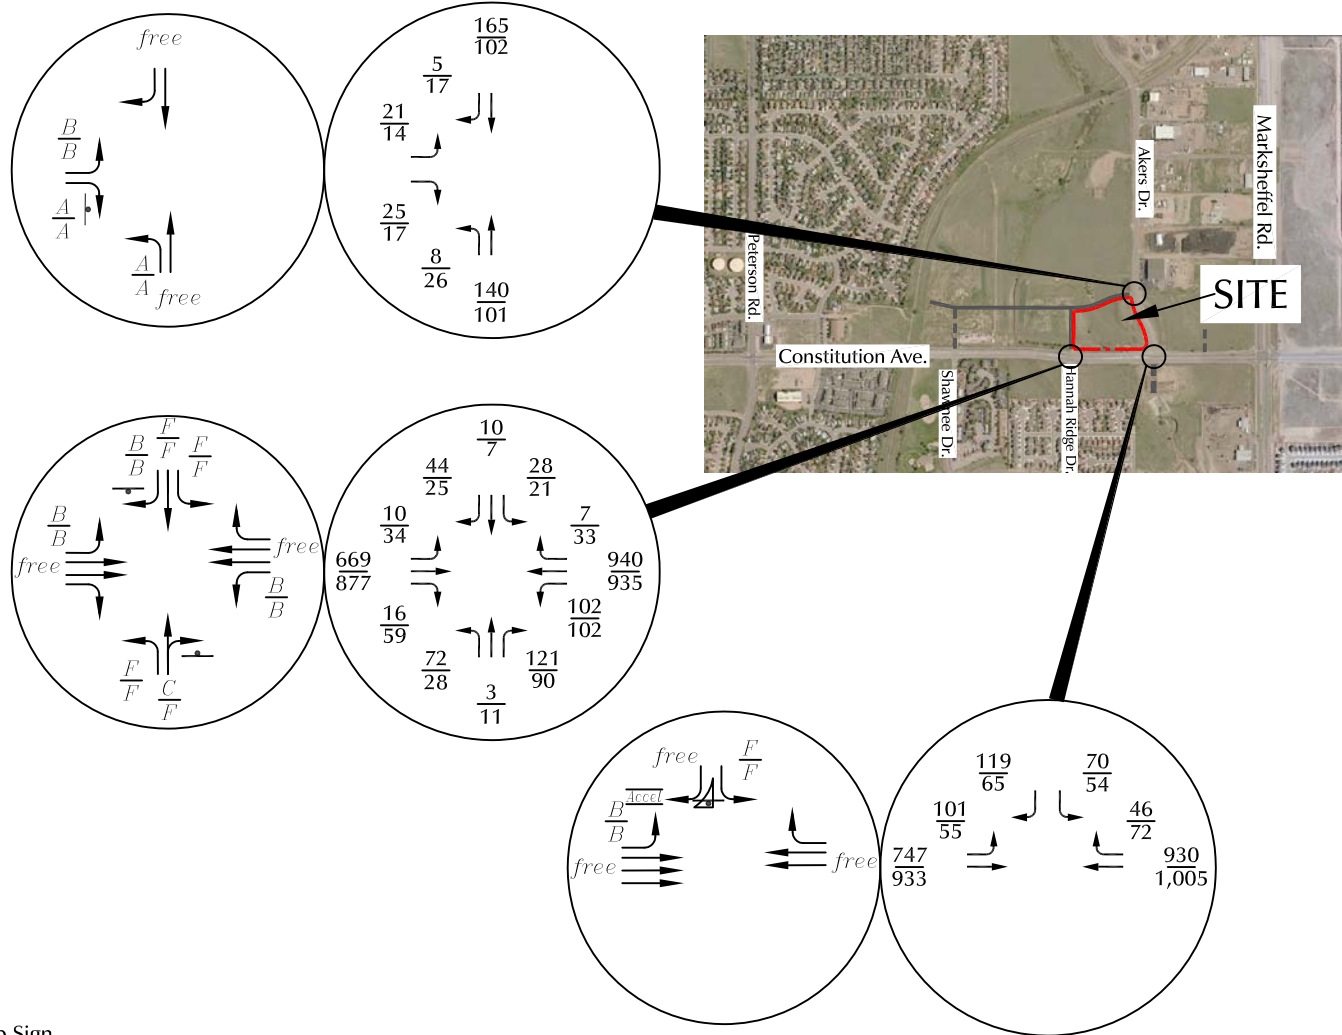 free
B
B
A
A
A
A
free
165
102
5
17
21
14
25
17
8
26
140
101
Marksheffel Rd.
Akers Dr.
Peterson Rd.
SITE
Constitution Ave.
Shawnee Dr.
Hannah Ridge Dr.
B
B
F
F
F
F
B
B
free
free
B
B
F
F
C
F
10
7
44
25
28
21
10
34
7
33
669
877
940
935
16
59
102
102
72
28
121
90
3
11
free
F
F
Accel
B
B
free
free
119
65
70
54
101
55
46
72
747
933
930
1,005
Sign